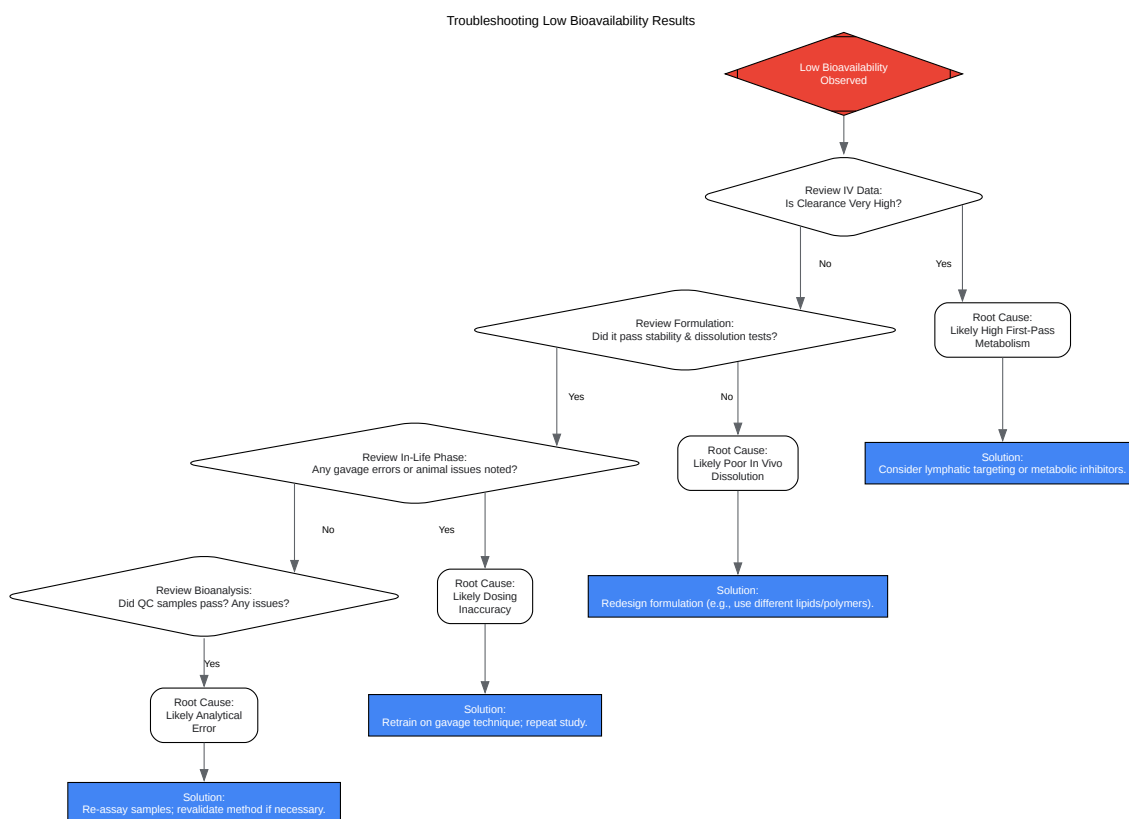 Troubleshooting Low Bioavailability Results
Low Bioavailability
Observed
Review IV Data:
Is Clearance Very High?
No
Yes
Review Formulation:
Did it pass stability & dissolution tests?
Root Cause:
Likely High First-Pass
Metabolism
Yes
No
Review In-Life Phase:
Any gavage errors or animal issues noted?
Root Cause:
Likely Poor In Vivo
Dissolution
Solution:
Consider lymphatic targeting or metabolic inhibitors.
No
Yes
Review Bioanalysis:
Did QC samples pass? Any issues?
Root Cause:
Likely Dosing
Inaccuracy
Solution:
Redesign formulation (e.g., use different lipids/polymers).
Yes
Root Cause:
Likely Analytical
Error
Solution:
Retrain on gavage technique; repeat study.
Solution:
Re-assay samples; revalidate method if necessary.